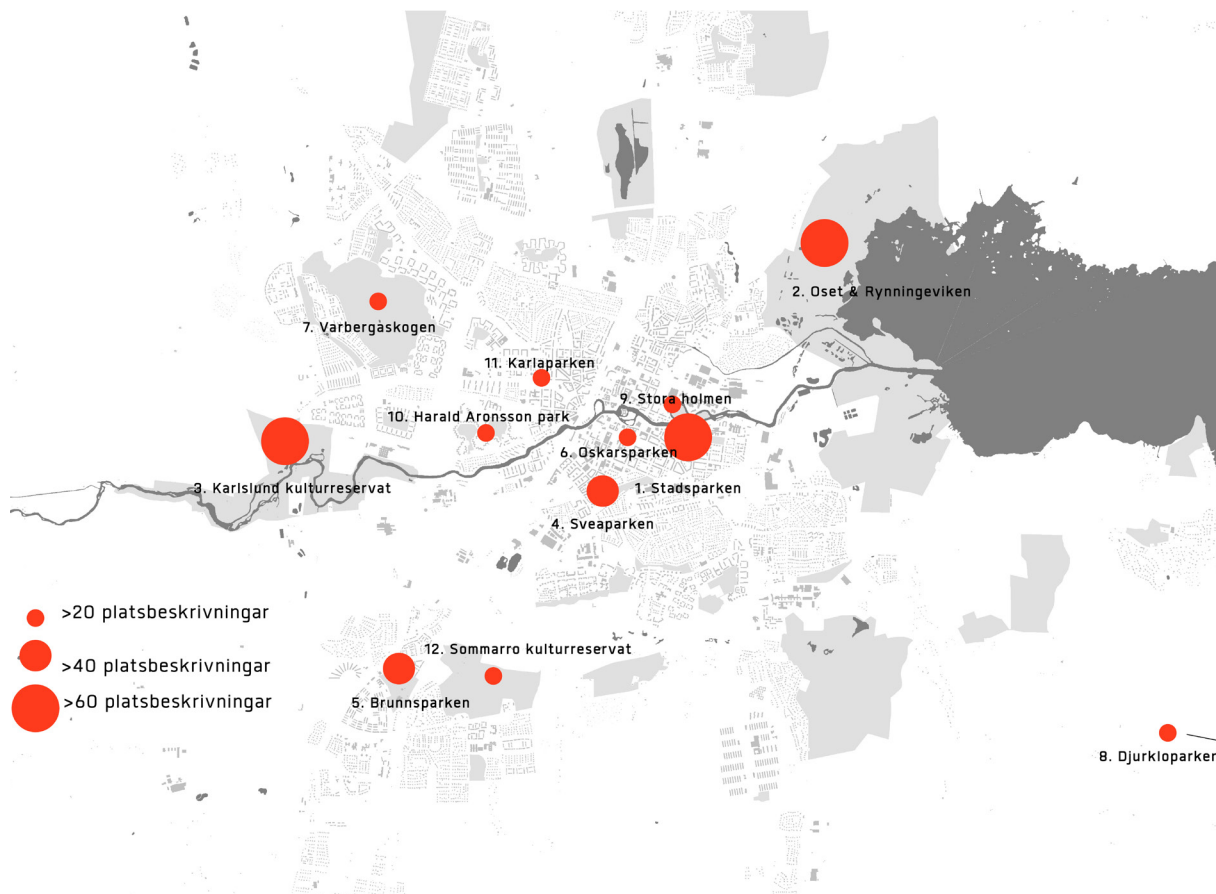 2. Oset & Rynningeviken
7. Varbergaskogen
11. Karlaparken
9. Stora holmen
10. Harald Aronsson park
6. Oskarsparken
3. Karlslund kulturreservat
1. Stadsparken
4. Sveaparken
>20 platsbeskrivningar
>40 platsbeskrivningar
>60 platsbeskrivningar
12. Sommarro kulturreservat
5. Brunnsparken
8. Djurkloparken